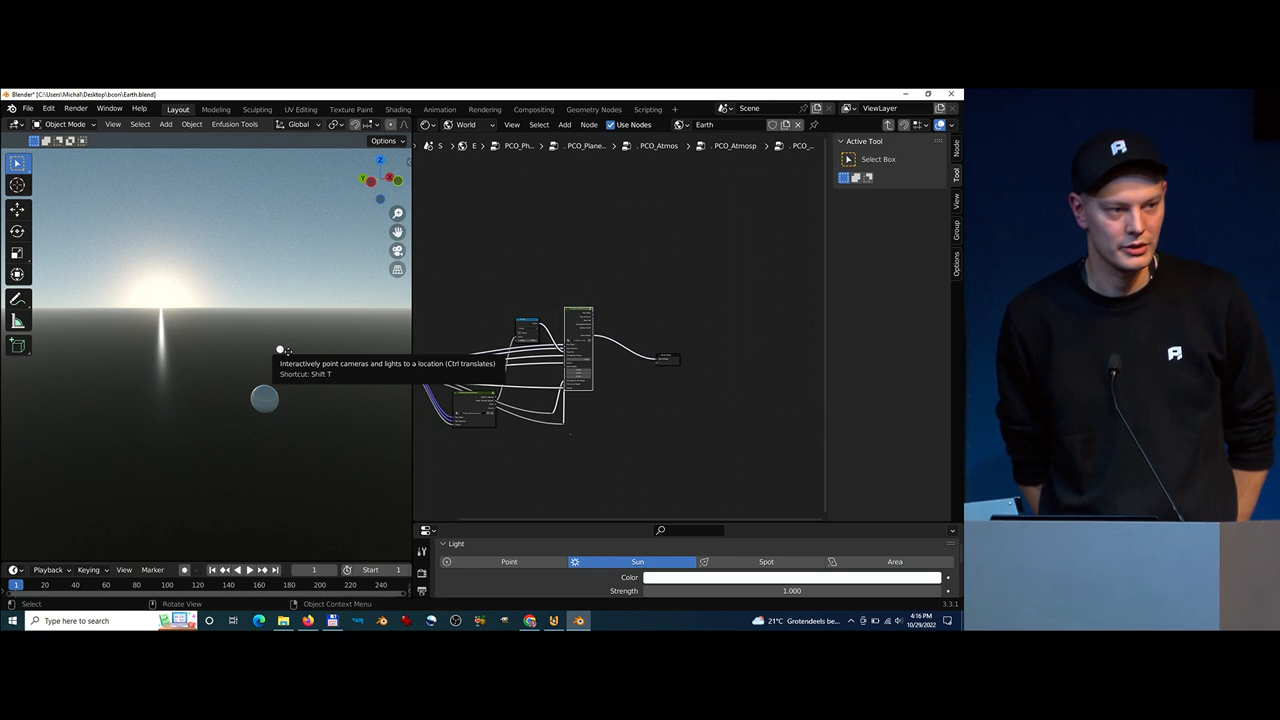 Blender* [C:\Users\Michal\Desktop\bcon\Earth.blend]
File Edit Render Window Help Layout Modeling Sculpting UV Editing Texture Paint Shading Animation Rendering Compositing Geometry Nodes Scripting + Scene ViewLayer
Object Mode View Select Add Object Enfusion Tools Global World View Select Add Node Use Nodes Earth
Options S E PCO_Ph... . PCO_Plane... . PCO_Atmos . PCO_Atmosp . PCO_...
Active Tool
Select Box
Node
Tool
View
Group
Options
Z
Y
X
Interactively point cameras and lights to a location (Ctrl translates)
Shortcut: Shift T
Light
Point Sun Spot Area
Color
Strength 1.000
Playback Keying View Marker 1 Start 1
1 20 40 60 80 100 120 140 160 180 200 220 240
Select Rotate View Object Context Menu 3.3.1
Type here to search 21°C Grotendeels be... 4:16 PM
10/29/2022